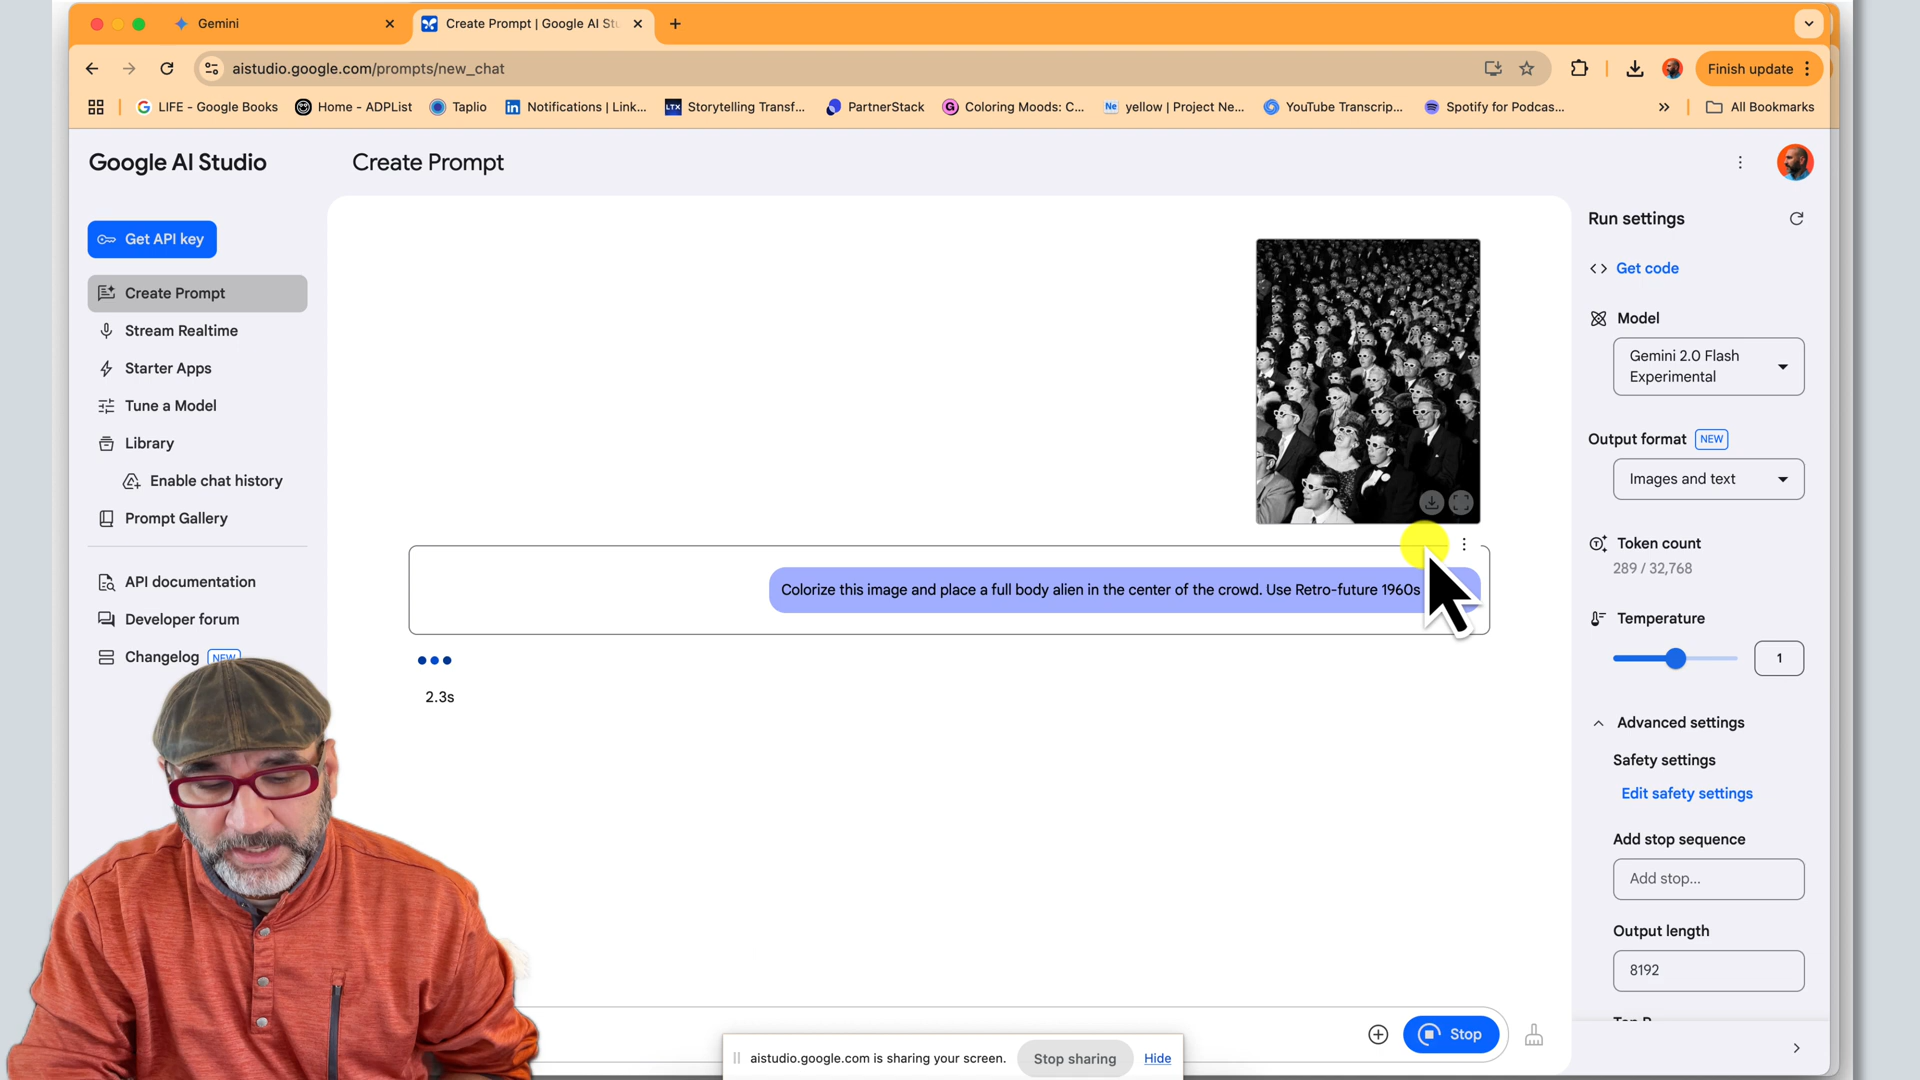 Gemini
Create Prompt | Google AI Stu
aistudio.google.com/prompts/new_chat
Finish update
LIFE - Google Books
Home - ADPList
Taplio
Notifications | Link...
Storytelling Transf...
PartnerStack
Coloring Moods: C...
yellow | Project Ne...
YouTube Transcrip...
Spotify for Podcas...
All Bookmarks
Google AI Studio
Create Prompt
Get API key
Create Prompt
Stream Realtime
Starter Apps
Tune a Model
Library
Enable chat history
Prompt Gallery
API documentation
Developer forum
Changelog NEW
Colorize this image and place a full body alien in the center of the crowd. Use Retro-future 1960s
2.3s
Stop
aistudio.google.com is sharing your screen.
Stop sharing
Hide
Run settings
Get code
Model
Gemini 2.0 Flash
Experimental
Output format NEW
Images and text
Token count
289 / 32,768
Temperature
1
Advanced settings
Safety settings
Edit safety settings
Add stop sequence
Add stop...
Output length
8192